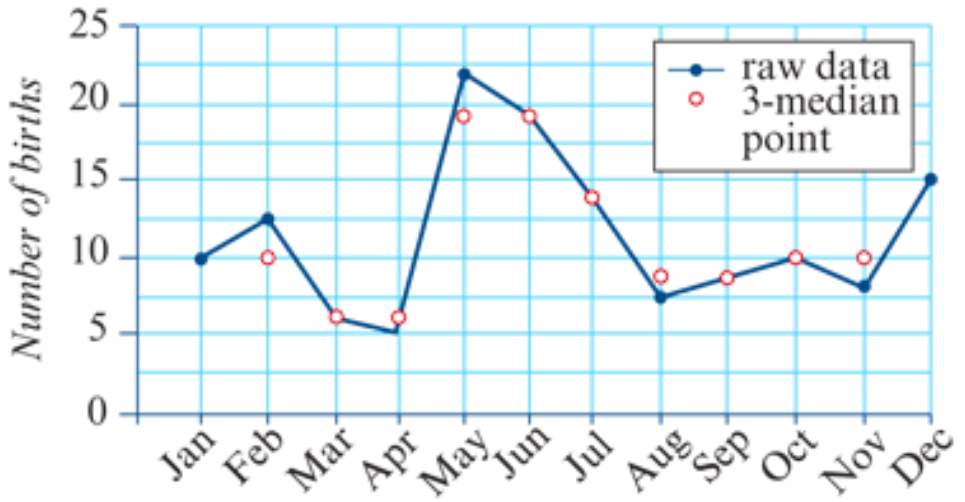 25
20
15
10
5
0
Number of births
raw data
3-median
point
Jan
Feb
Mar
Apr
May
Jun
Jul
Aug
Sep
Oct
Nov
Dec